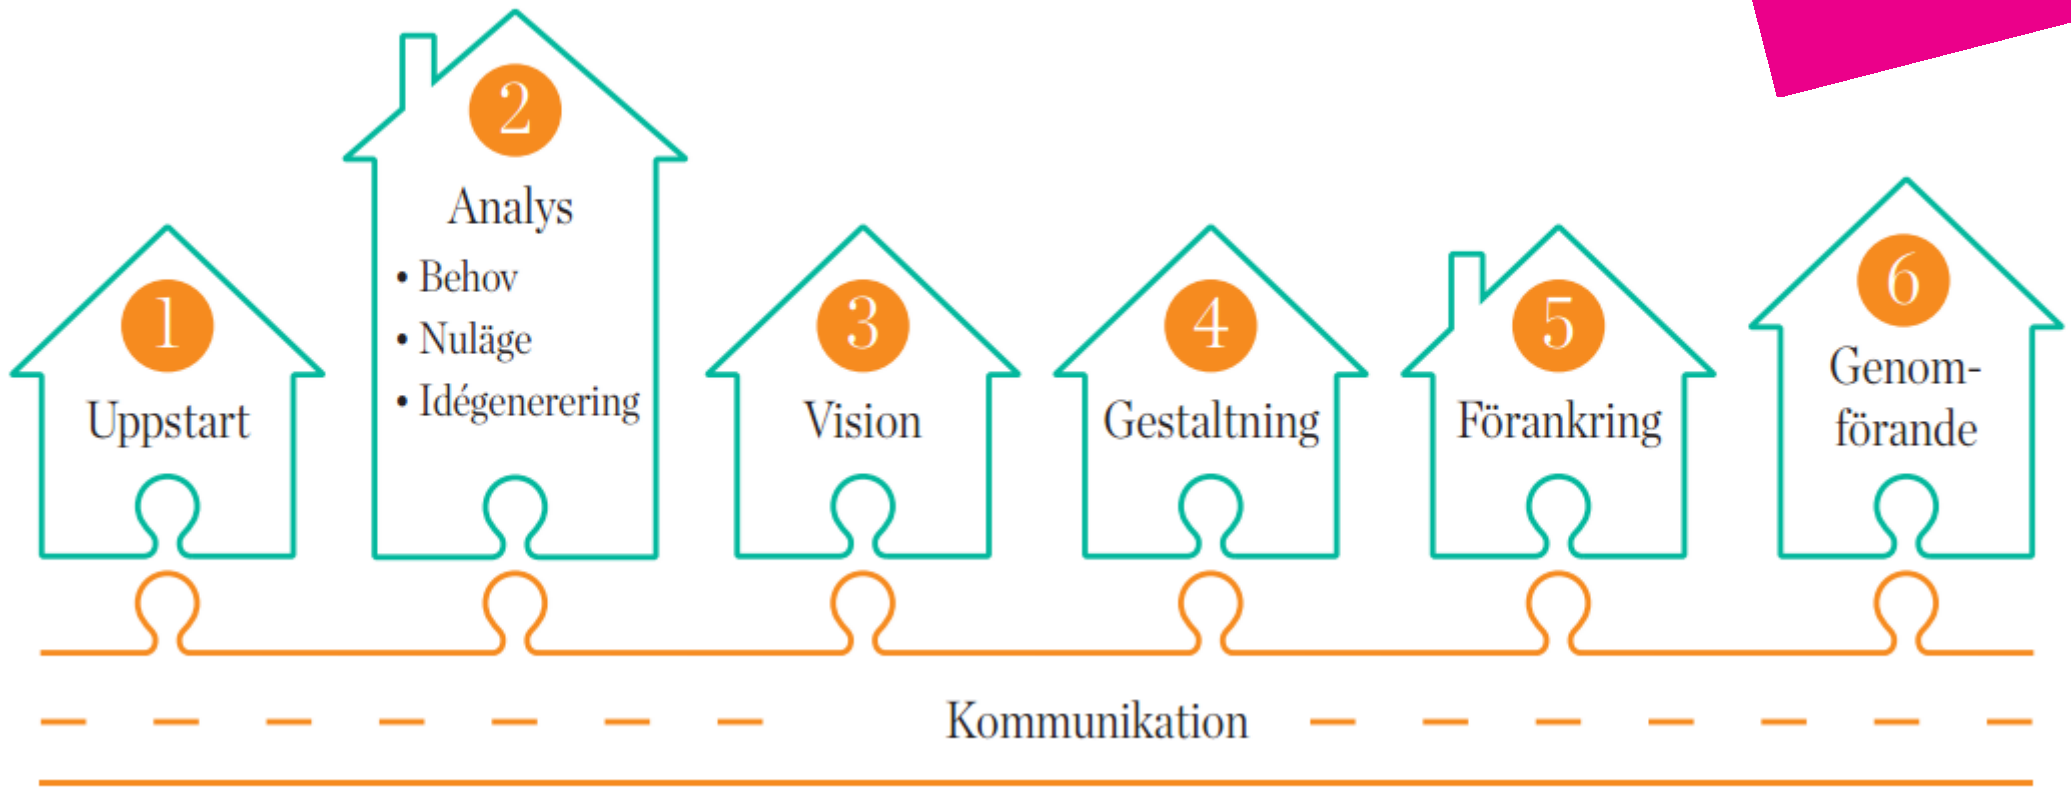 1
Uppstart
2
Analys
• Behov
• Nuläge
• Idégenerering
3
Vision
4
Gestaltning
5
Förankring
6
Genom-
förande
Kommunikation